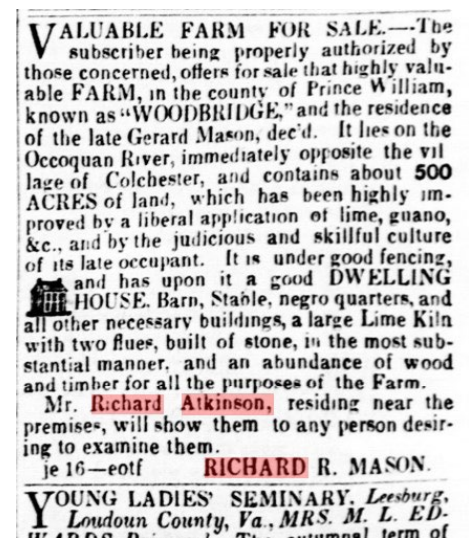 VALUABLE FARM FOR SALE.—The
subscriber being properly authorized by
those concerned, offers for sale that highly valu-
able FARM, in the county of Prince William,
known as "WOODBRIDGE," and the residence
of the late Gerard Mason, dec'd. It lies on the
Occoquan River, immediately opposite the vil
lage of Colchester, and contains about 500
ACRES of land, which has been highly im-
proved by a liberal application of lime, guano,
&c., and by the judicious and skillful culture
of its late occupant. It is under good fencing,
and has upon it a good DWELLING
HOUSE. Barn, Stable, negro quarters, and
all other necessary buildings, a large Lime Kiln
with two flues, built of stone, in the most sub-
stantial manner, and an abundance of wood
and timber for all the purposes of the Farm.
Mr. Richard Atkinson, residing near the
premises, will show them to any person desir-
ing to examine them.
je 16—eotf RICHARD R. MASON.
YOUNG LADIES' SEMINARY, Leesburg,
Loudoun County, Va., MRS. M. L. ED-
WARDS Principal. The autumnal term of